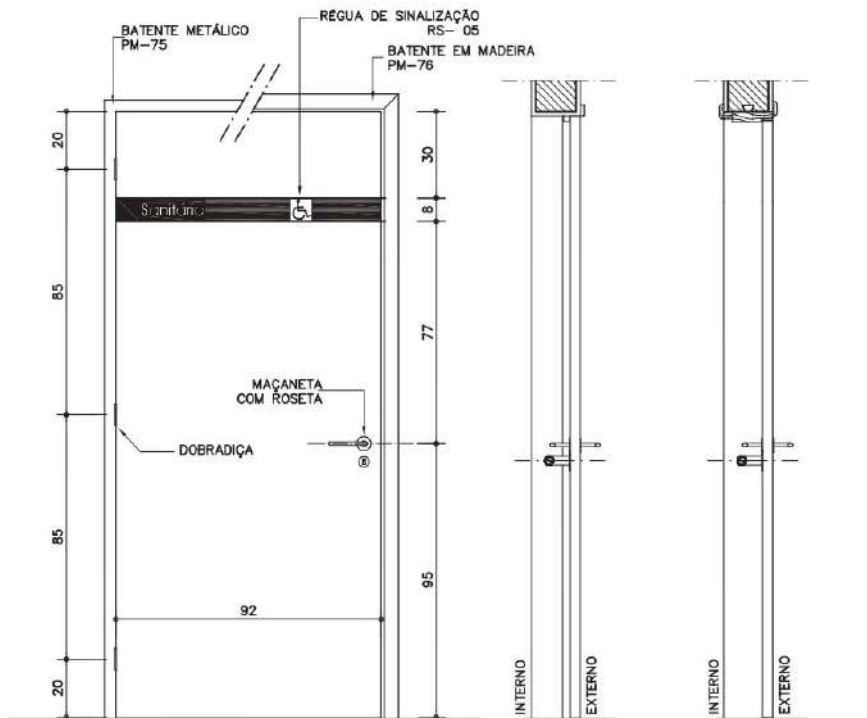 RÉGUA DE SINALIZAÇÃO
RS- 05
BATENTE METÁLICO
PM-75
BATENTE EM MADEIRA
PM-76
20
30
Sanitário
8
85
77
MAÇANETA
COM ROSETA
DOBRADIÇA
85
95
92
20
INTERNO
EXTERNO
INTERNO
EXTERNO